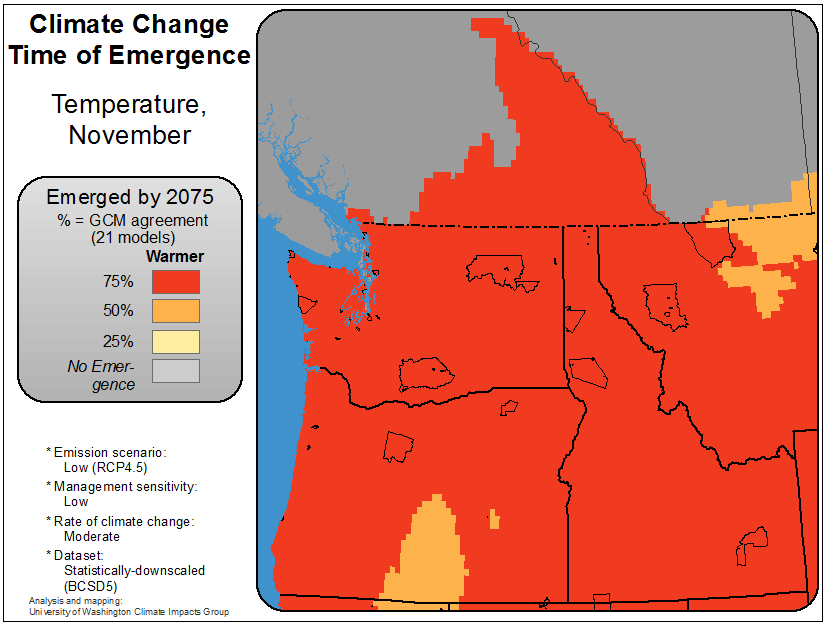 Climate Change
Time of Emergence
Temperature,
November
Emerged by 2075
% = GCM agreement
(21 models)
Warmer
75%
50%
25%
No Emer-
gence
* Emission scenario:
Low (RCP4.5)
* Management sensitivity:
Low
* Rate of climate change:
Moderate
* Dataset:
Statistically-downscaled
(BCSD5)
Analysis and mapping:
University of Washington Climate Impacts Group